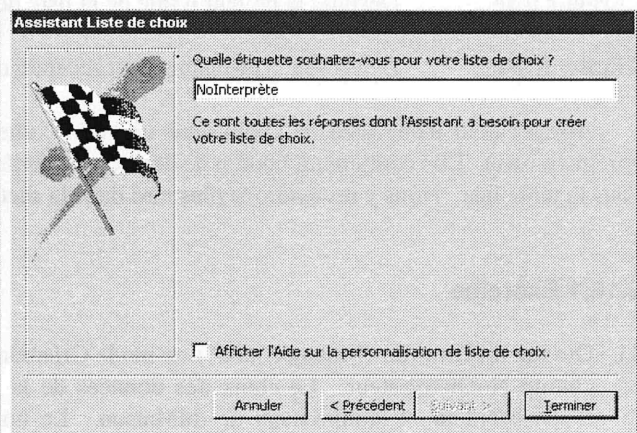 Assistant Liste de choix
Quelle étiquette souhaitez-vous pour votre liste de choix ?
NoInterprète
Ce sont toutes les réponses dont l'Assistant a besoin pour créer
votre liste de choix.
Afficher l'Aide sur la personnalisation de liste de choix.
Annuler
< Précédent
Suivant >
Terminer